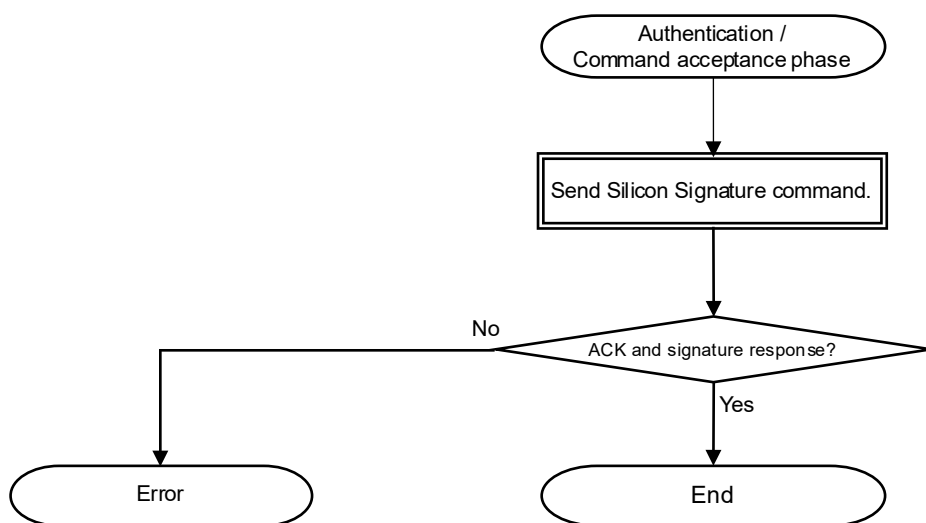 Authentication /
Command acceptance phase
Send Silicon Signature command.
No
ACK and signature response?
Yes
Error
End